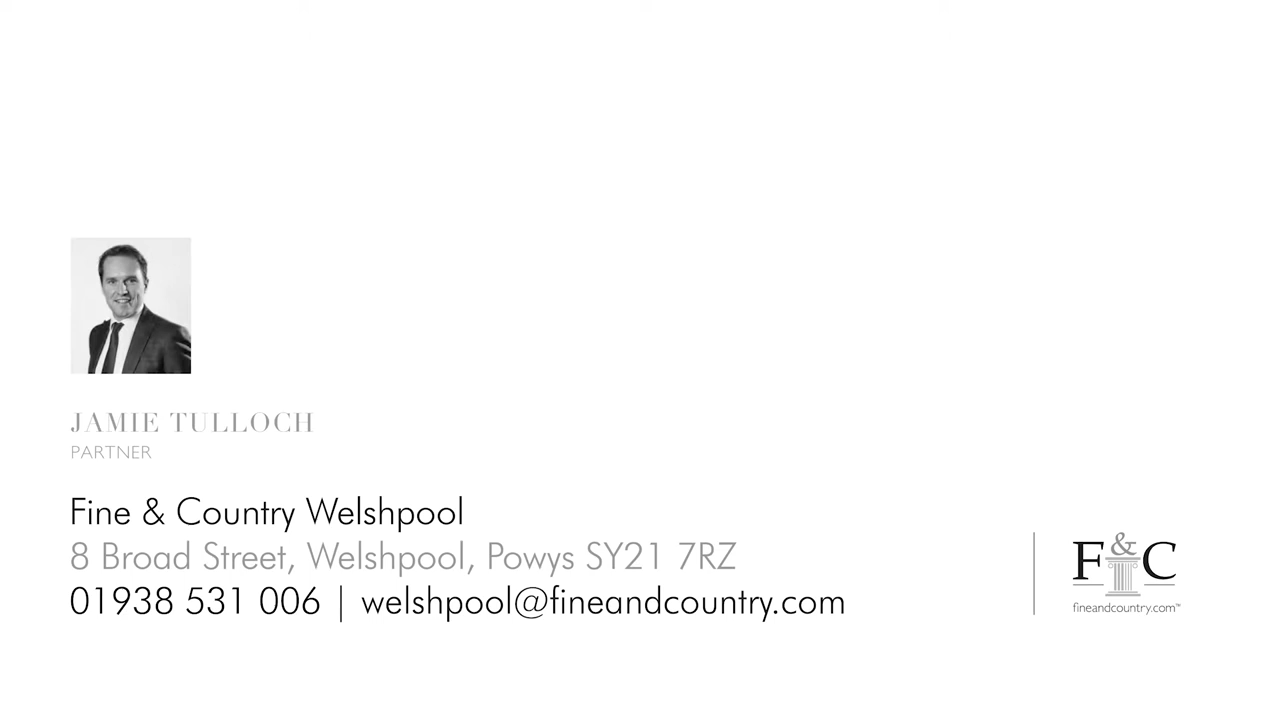 JAMIE TULLOCH
PARTNER
Fine & Country Welshpool
8 Broad Street, Welshpool, Powys SY21 7RZ
01938 531 006 | welshpool@fineandcountry.com
F&C
fineandcountry.com™